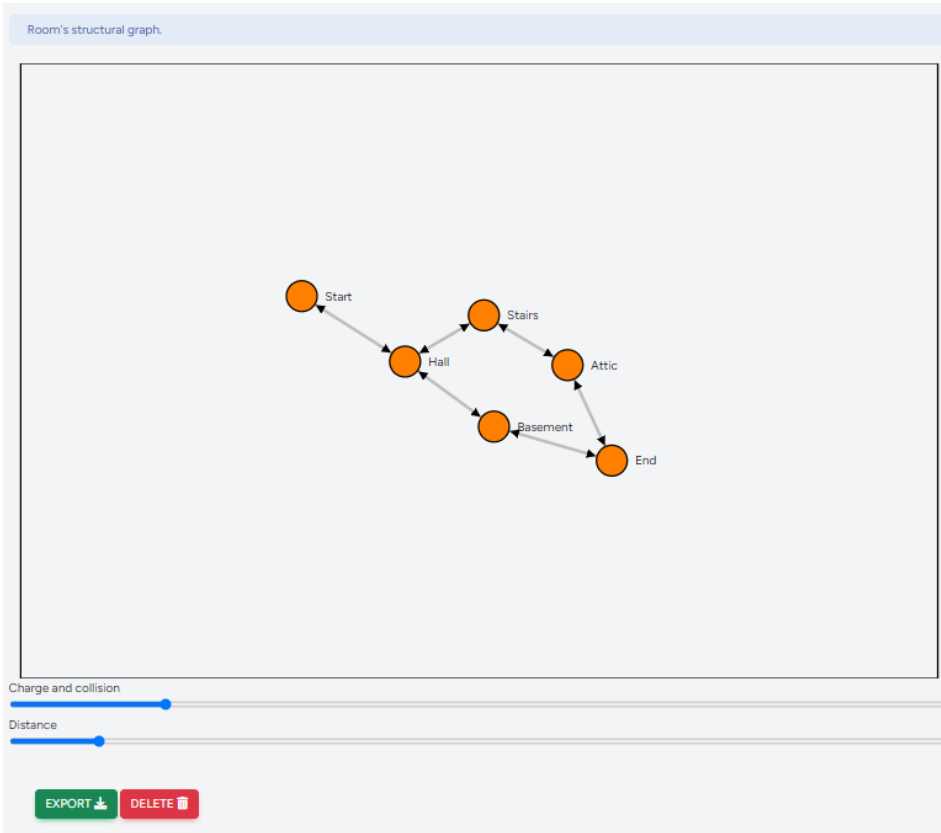 Room's structural graph.
Start
Stairs
Hall
Attic
Basement
End
Charge and collision
Distance
EXPORT DELETE